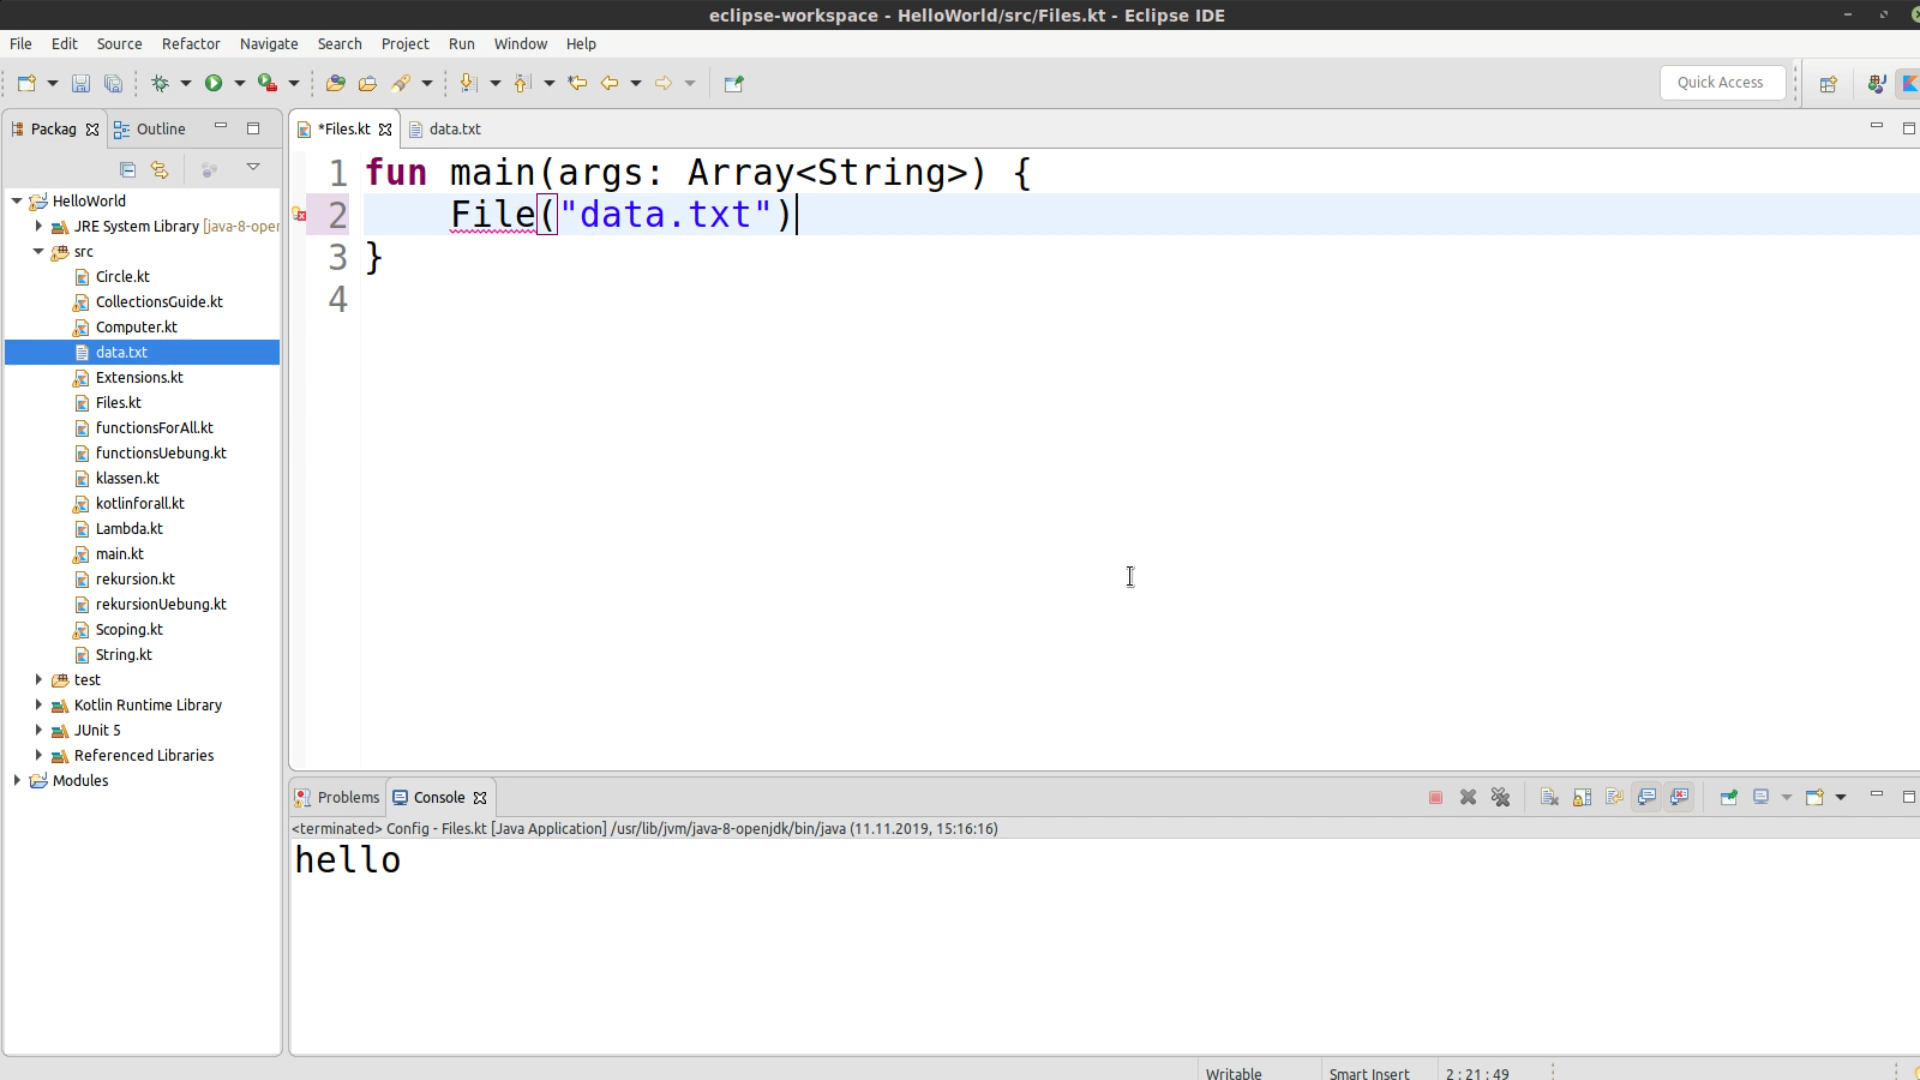 eclipse-workspace - HelloWorld/src/Files.kt - Eclipse IDE
File Edit Source Refactor Navigate Search Project Run Window Help
Quick Access
Packag Outline
*Files.kt data.txt
HelloWorld
JRE System Library [java-8-oper
src
Circle.kt
CollectionsGuide.kt
Computer.kt
data.txt
Extensions.kt
Files.kt
functionsForAll.kt
functionsUebung.kt
klassen.kt
kotlinforall.kt
Lambda.kt
main.kt
rekursion.kt
rekursionUebung.kt
Scoping.kt
String.kt
test
Kotlin Runtime Library
JUnit 5
Referenced Libraries
Modules
1 fun main(args: Array<String>) {
2 File("data.txt")
3 }
4
Problems Console
<terminated> Config - Files.kt [Java Application] /usr/lib/jvm/java-8-openjdk/bin/java (11.11.2019, 15:16:16)
hello
Writable Smart Insert 2 : 21 : 49